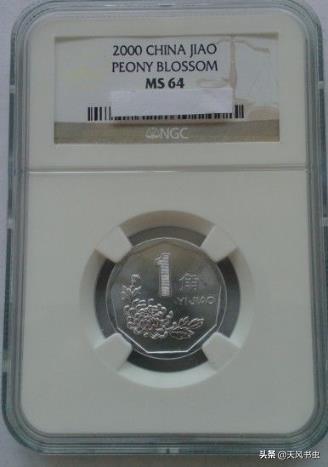 2000 CHINA JIAO
PEONY BLOSSOM
MS 64
NGC
1 角
YI JIAO
头条 @天风书虫